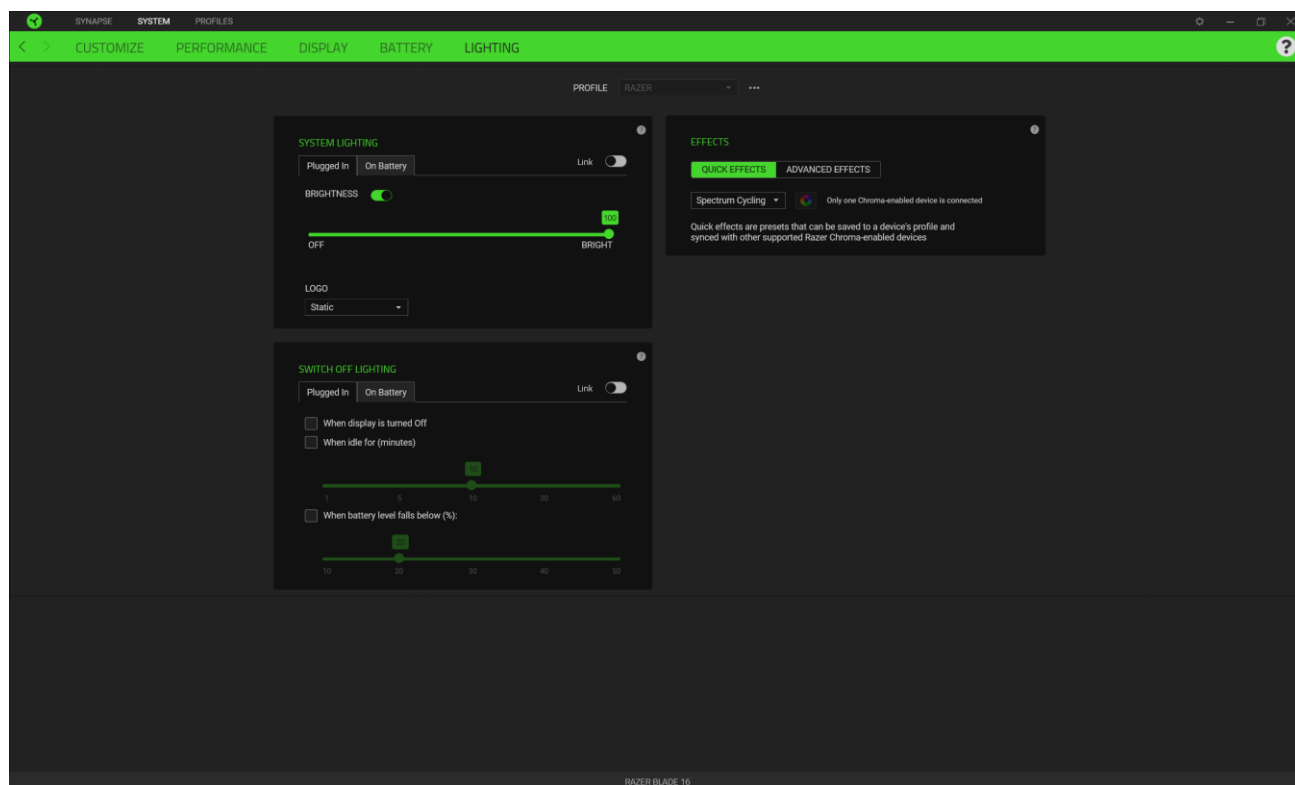 SYNAPSE SYSTEM PROFILES
CUSTOMIZE PERFORMANCE DISPLAY BATTERY LIGHTING
?
PROFILE RAZER
SYSTEM LIGHTING
?
Plugged In On Battery
Link
BRIGHTNESS
100
OFF BRIGHT
LOGO
Static
EFFECTS
?
QUICK EFFECTS ADVANCED EFFECTS
Spectrum Cycling
Only one Chroma-enabled device is connected
Quick effects are presets that can be saved to a device's profile and
synced with other supported Razer Chroma-enabled devices
SWITCH OFF LIGHTING
?
Plugged In On Battery
Link
When display is turned Off
When idle for (minutes)
10
1 5 10 30 60
When battery level falls below (%):
20
10 20 30 40 50
RAZER BLADE 16